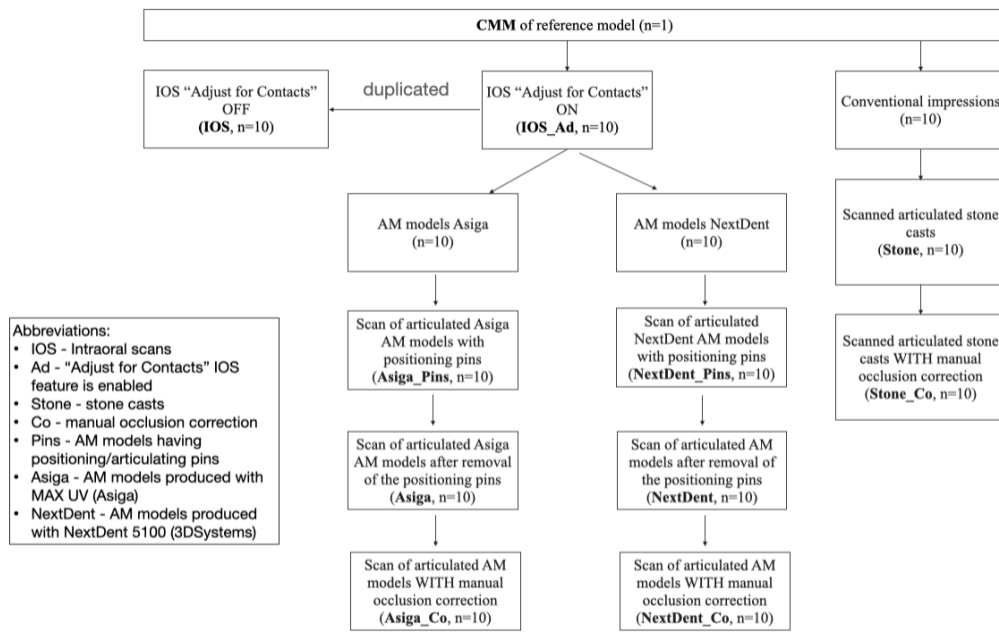 CMM of reference model (n=1)
IOS “Adjust for Contacts”
OFF
(IOS, n=10)
duplicated
IOS “Adjust for Contacts”
ON
(IOS_Ad, n=10)
Conventional impressions
(n=10)
AM models Asiga
(n=10)
AM models NextDent
(n=10)
Scanned articulated stone
casts
(Stone, n=10)
Scan of articulated Asiga
AM models with
positioning pins
(Asiga_Pins, n=10)
Scan of articulated
NextDent AM models
with positioning pins
(NextDent_Pins, n=10)
Scanned articulated stone
casts WITH manual
occlusion correction
(Stone_Co, n=10)
Scan of articulated Asiga
AM models after removal
of the positioning pins
(Asiga, n=10)
Scan of articulated AM
models after removal of
the positioning pins
(NextDent, n=10)
Scan of articulated AM
models WITH manual
occlusion correction
(Asiga_Co, n=10)
Scan of articulated AM
models WITH manual
occlusion correction
(NextDent_Co, n=10)
Abbreviations:
• IOS - Intraoral scans
• Ad - “Adjust for Contacts” IOS
feature is enabled
• Stone - stone casts
• Co - manual occlusion correction
• Pins - AM models having
positioning/articulating pins
• Asiga - AM models produced with
MAX UV (Asiga)
• NextDent - AM models produced
with NextDent 5100 (3DSystems)